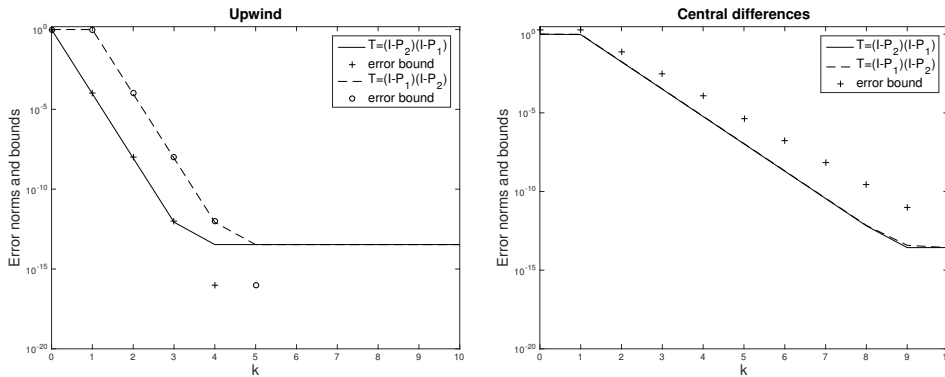 Upwind
Error norms and bounds
10^0
10^-5
10^-10
10^-15
10^-20
T=(I-P_2)(I-P_1)
error bound
T=(I-P_1)(I-P_2)
error bound
0 1 2 3 4 5 6 7 8 9 10
k
Central differences
Error norms and bounds
10^0
10^-5
10^-10
10^-15
10^-20
T=(I-P_2)(I-P_1)
T=(I-P_1)(I-P_2)
error bound
0 1 2 3 4 5 6 7 8 9
k